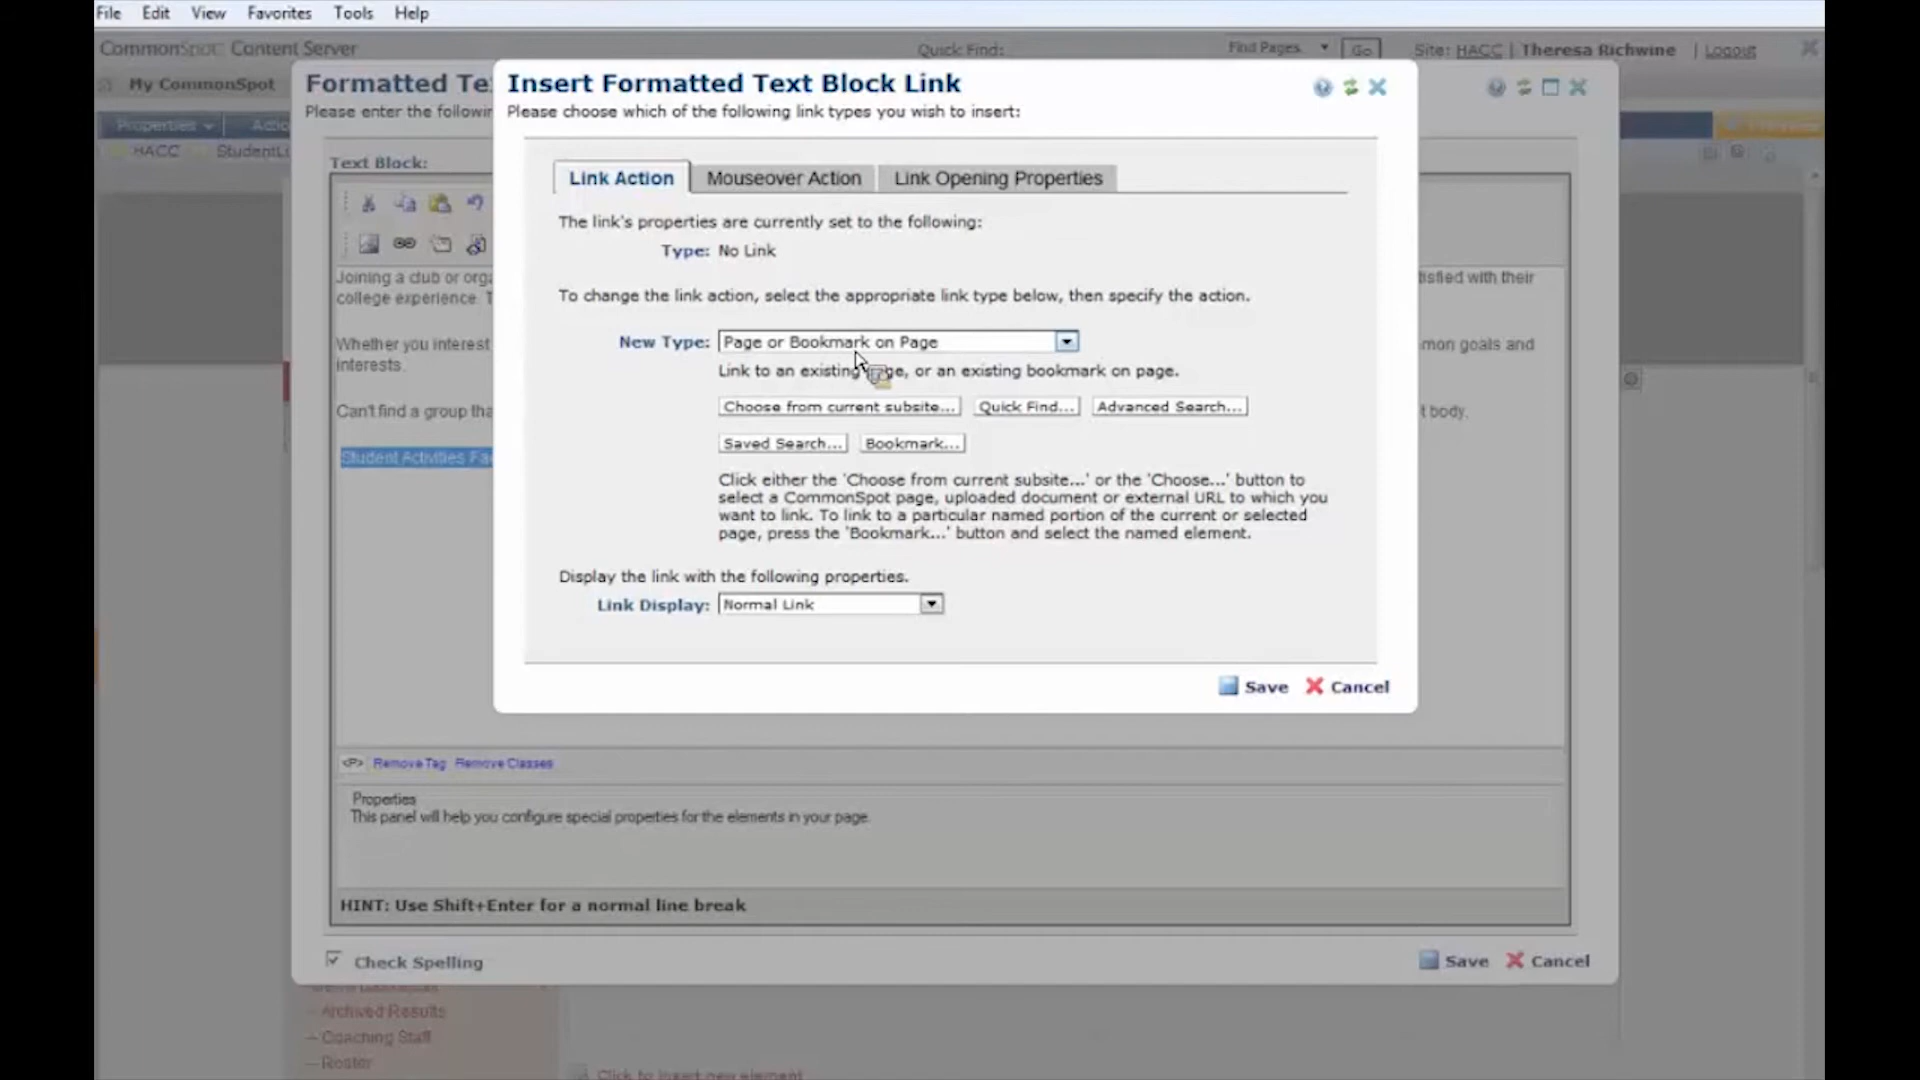 File Edit View Favorites Tools Help
CommonSpot: Content Server Quick Find: Find Pages Go Site: HACC | Theresa Richwine | Logout
My CommonSpot
Properties
HACC
Formatted
Please enter the
Text Block:
Insert Formatted Text Block Link
Please choose which of the following link types you wish to insert:
Link Action Mouseover Action Link Opening Properties
The link's properties are currently set to the following:
Type: No Link
To change the link action, select the appropriate link type below, then specify the action.
New Type: Page or Bookmark on Page
Link to an existing or an existing bookmark on page.
Choose from current subsite... Quick Find... Advanced Search...
Saved Search... Bookmark...
Click either the 'Choose from current subsite...' or the 'Choose...' button to
select a CommonSpot page, uploaded document or external URL to which you
want to link. To link to a particular named portion of the current or selected
page, press the 'Bookmark...' button and select the named element.
Display the link with the following properties.
Link Display: Normal Link
Save Cancel
Joining a club or with their
college experience.
Whether you interest goals and
interests.
Can't find a group body.
Student Activities
<P> Remove Tag Remove Classes
Properties
This panel will help you configure special properties for the elements in your page.
HINT: Use Shift+Enter for a normal line break
Check Spelling
Save Cancel
Archived Results
Coaching Staff
Roster
Click to insert new element